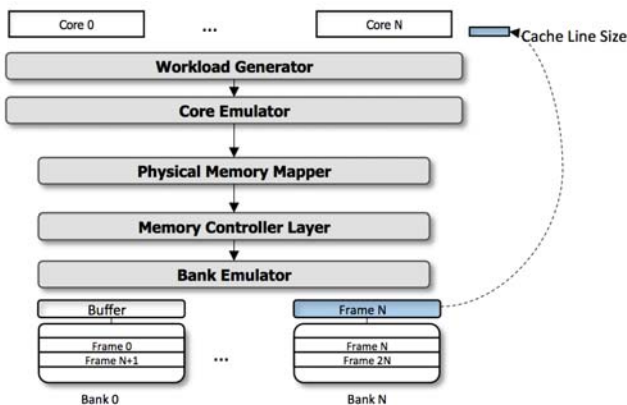 Core 0 ... Core N
Cache Line Size
Workload Generator
Core Emulator
Physical Memory Mapper
Memory Controller Layer
Bank Emulator
Buffer Frame N
Frame 0 Frame N
Frame N+1 ... Frame 2N
Bank 0 Bank N